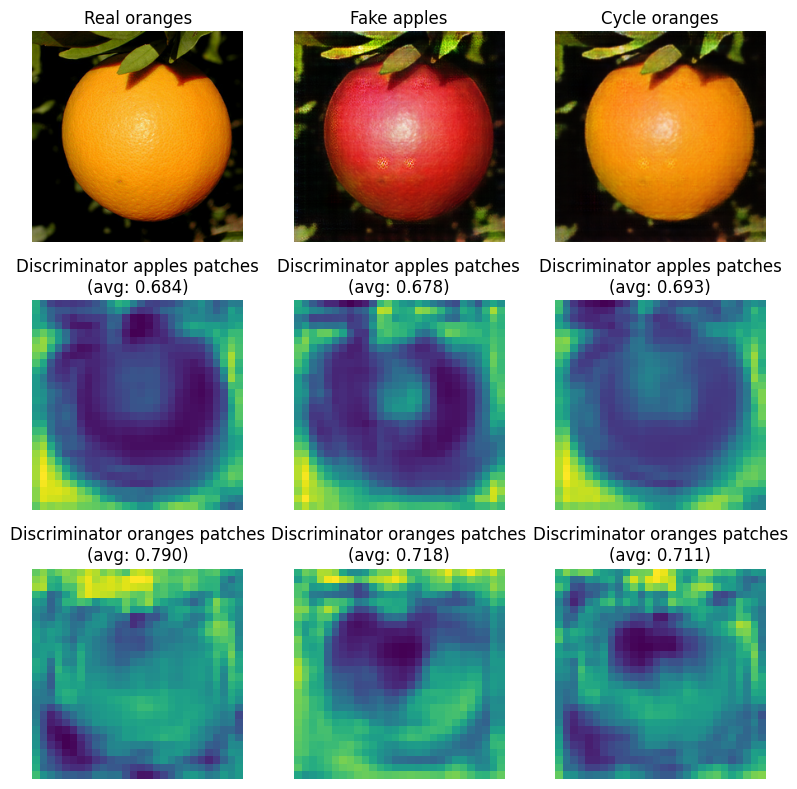 Real oranges
Fake apples
Cycle oranges
Discriminator apples patches
(avg: 0.684)
Discriminator apples patches
(avg: 0.678)
Discriminator apples patches
(avg: 0.693)
Discriminator oranges patches
(avg: 0.790)
Discriminator oranges patches
(avg: 0.718)
Discriminator oranges patches
(avg: 0.711)